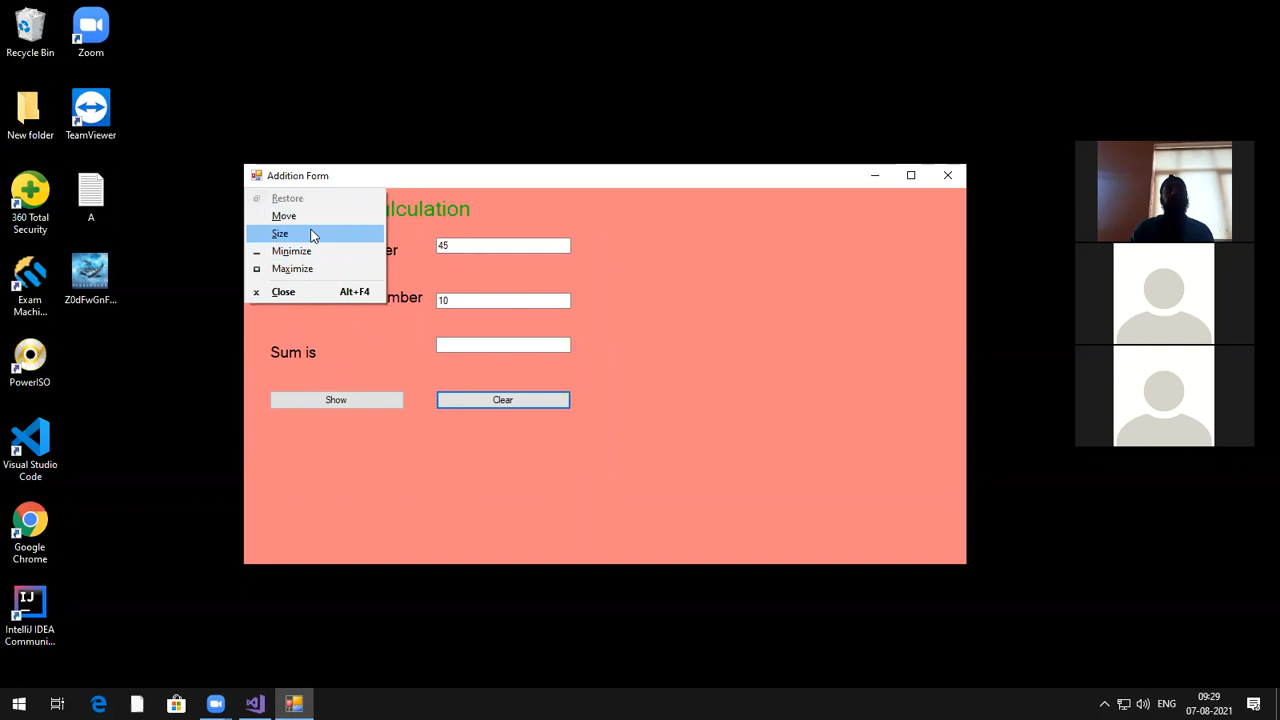 Recycle Bin
Zoom
New folder
TeamViewer
360 Total
Security
A
Exam
Machi...
Z0dFwGnF...
PowerISO
Visual Studio
Code
Google
Chrome
IntelliJ IDEA
Communi...
Addition Form
Restore
Move
Size
Minimize
Maximize
Close Alt+F4
lculation
er
45
mber
10
Sum is
Show
Clear
09:29
ENG
07-08-2021